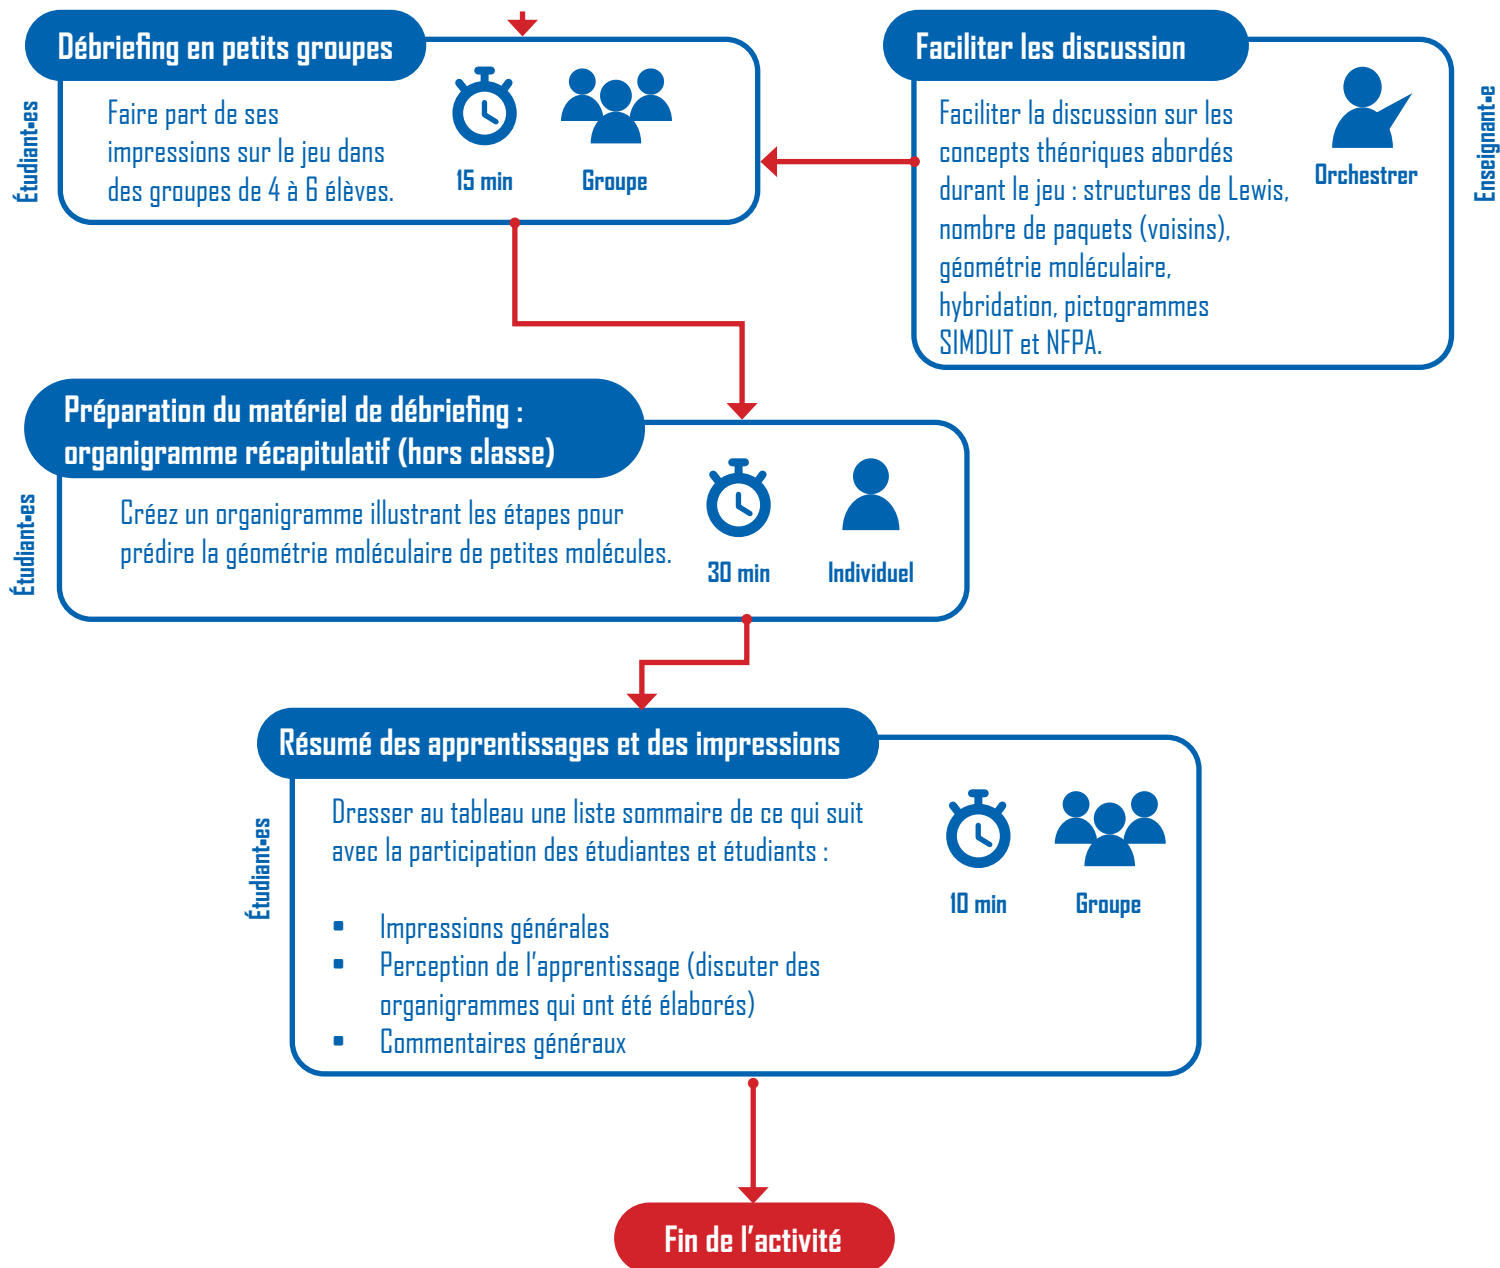 Débriefing en petits groupes
Étudiant•es
Faire part de ses
impressions sur le jeu dans
des groupes de 4 à 6 élèves.
15 min
Groupe
Faciliter les discussion
Faciliter la discussion sur les
concepts théoriques abordés
durant le jeu : structures de Lewis,
nombre de paquets (voisins),
géométrie moléculaire,
hybridation, pictogrammes
SIMDUT et NFPA.
Orchestrer
Enseignant•e
Préparation du matériel de débriefing :
organigramme récapitulatif (hors classe)
Étudiant•es
Créez un organigramme illustrant les étapes pour
prédire la géométrie moléculaire de petites molécules.
30 min
Individuel
Résumé des apprentissages et des impressions
Étudiant•es
Dresser au tableau une liste sommaire de ce qui suit
avec la participation des étudiantes et étudiants :
▪ Impressions générales
▪ Perception de l'apprentissage (discuter des
organigrammes qui ont été élaborés)
▪ Commentaires généraux
10 min
Groupe
Fin de l'activité